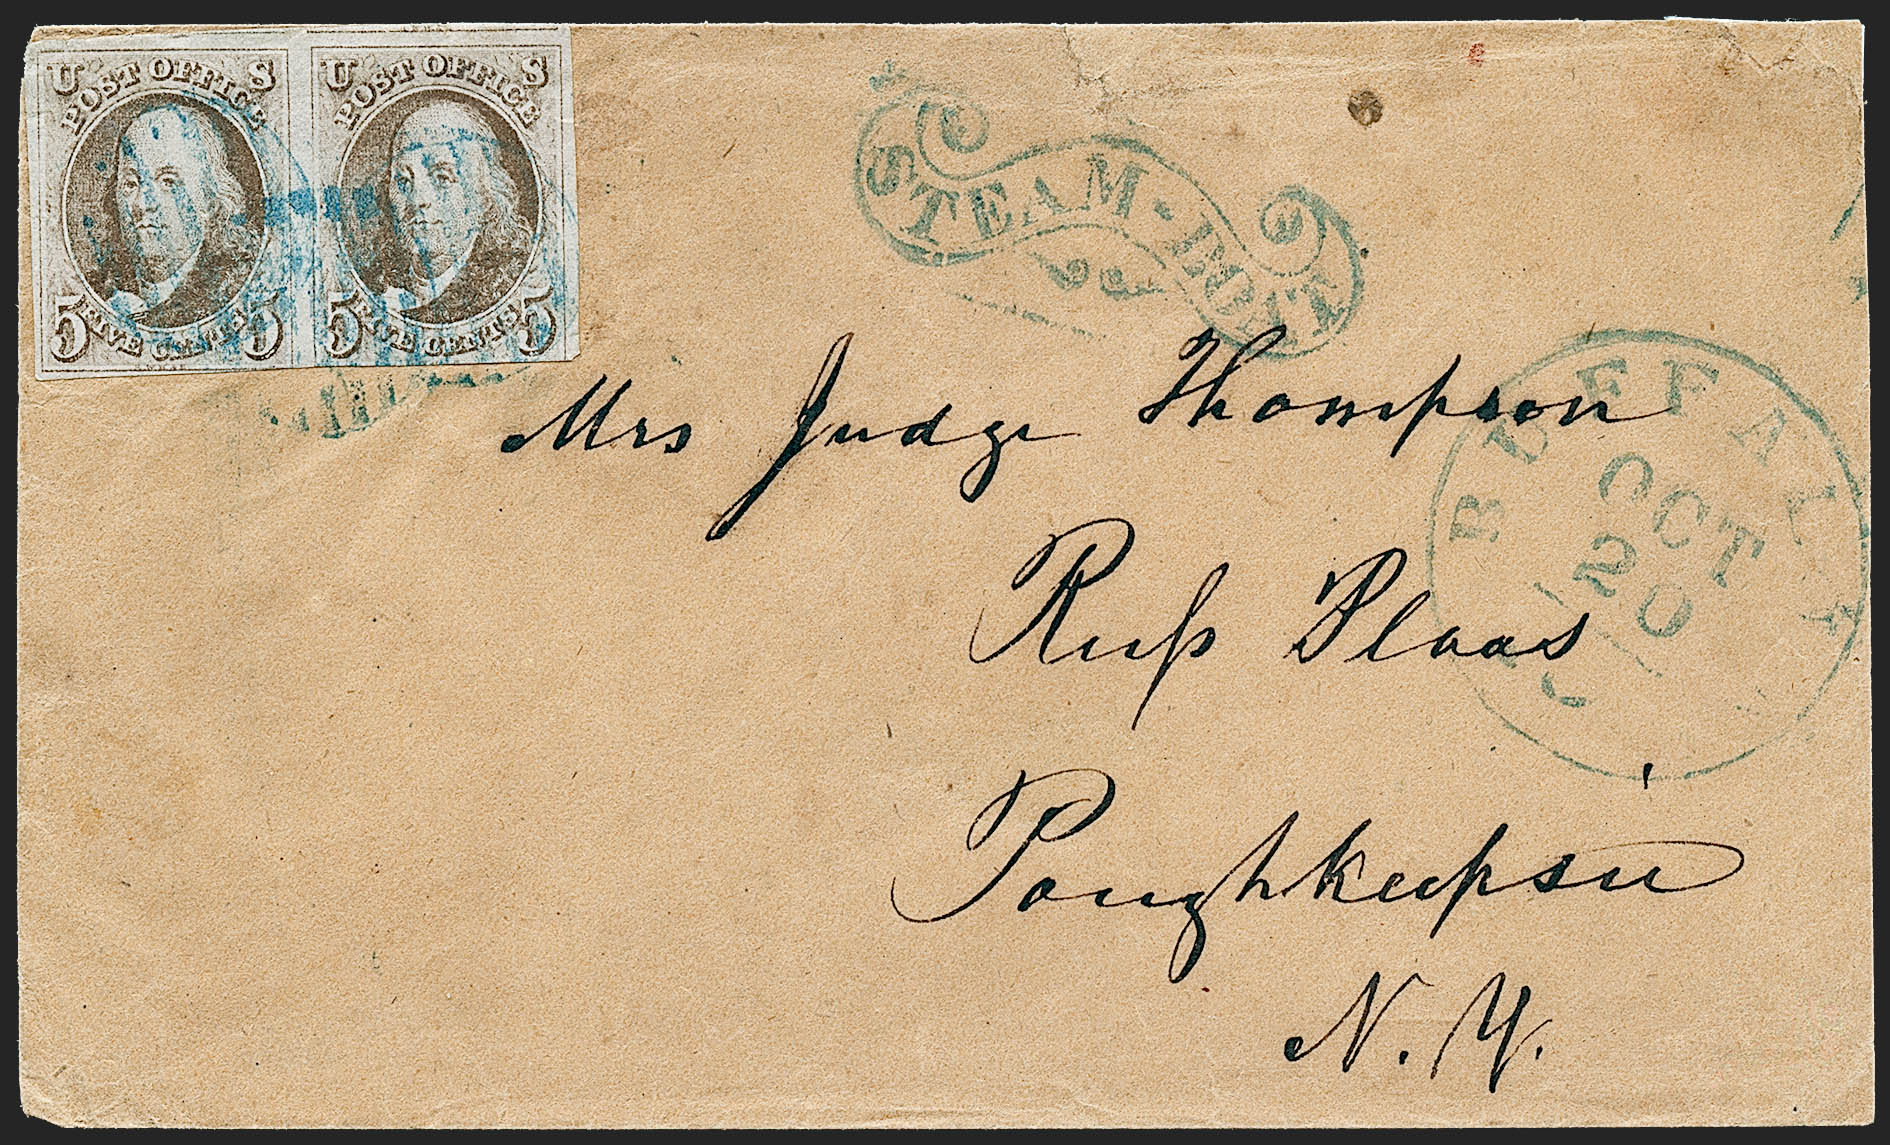 U S
POST OFFICE
5 FIVE CENTS 5
U S
POST OFFICE
5 FIVE CENTS 5
STEAM-BOAT
BUFFALO
OCT
20
Mrs Judge Thompson
Russ Plaas
Poughkeepsie
N.Y.